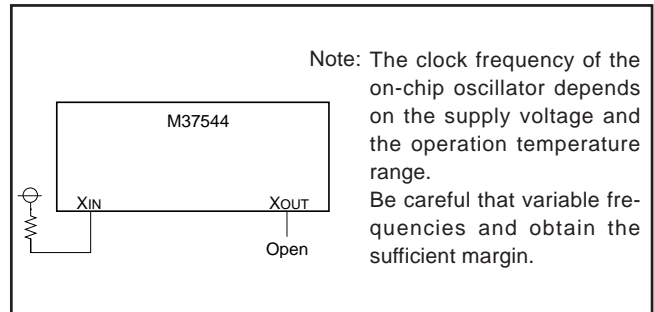 Note: The clock frequency of the
on-chip oscillator depends
on the supply voltage and
the operation temperature
range.
Be careful that variable fre-
quencies and obtain the
sufficient margin.
M37544
XIN
XOUT
Open